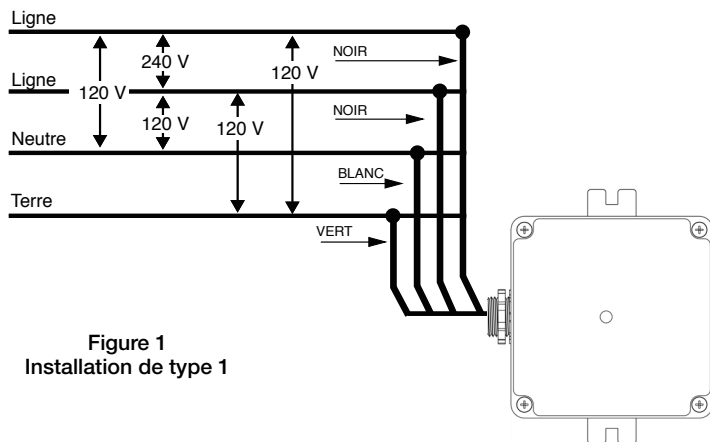 Ligne
240 V
120 V
NOIR
Ligne
120 V
120 V
120 V
NOIR
Neutre
BLANC
Terre
VERT
Figure 1
Installation de type 1